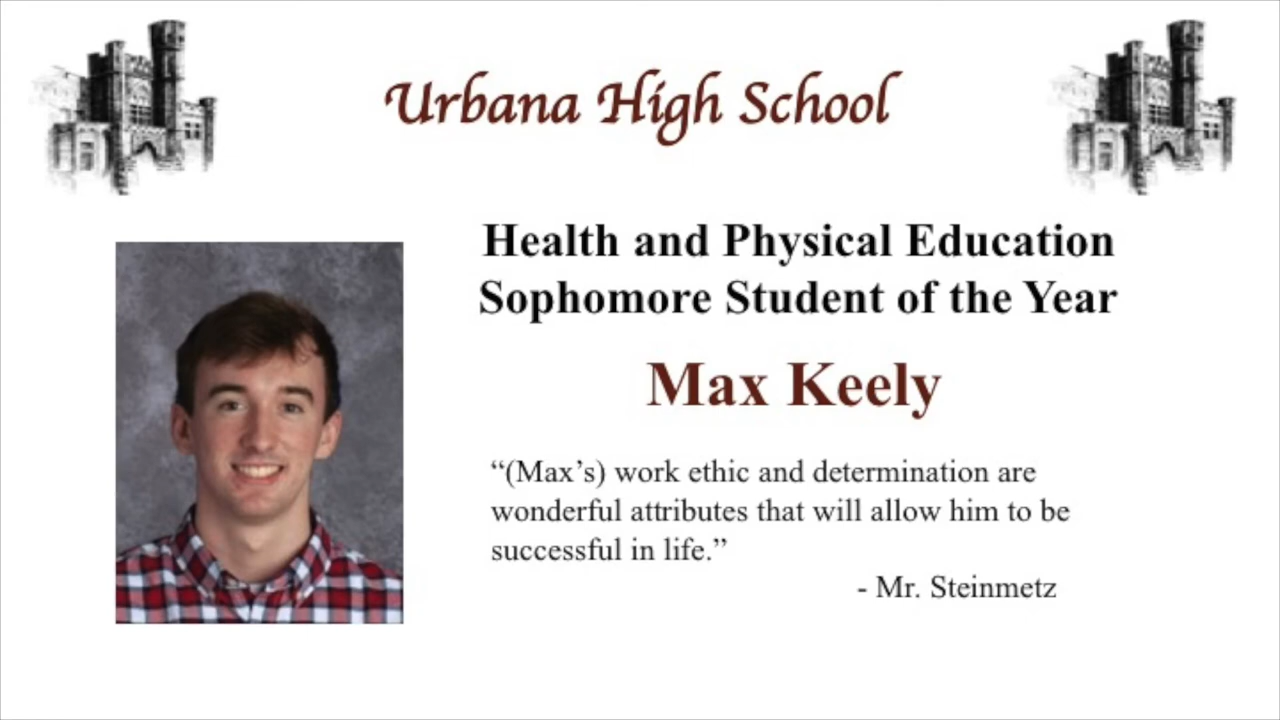 Urbana High School
Health and Physical Education
Sophomore Student of the Year
Max Keely
“(Max’s) work ethic and determination are
wonderful attributes that will allow him to be
successful in life.”
- Mr. Steinmetz